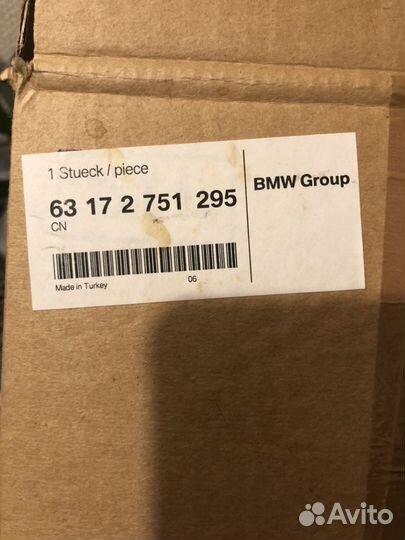 1 Stueck / piece
BMW Group
63 17 2 751 295
CN
Made in Turkey
06
Avito